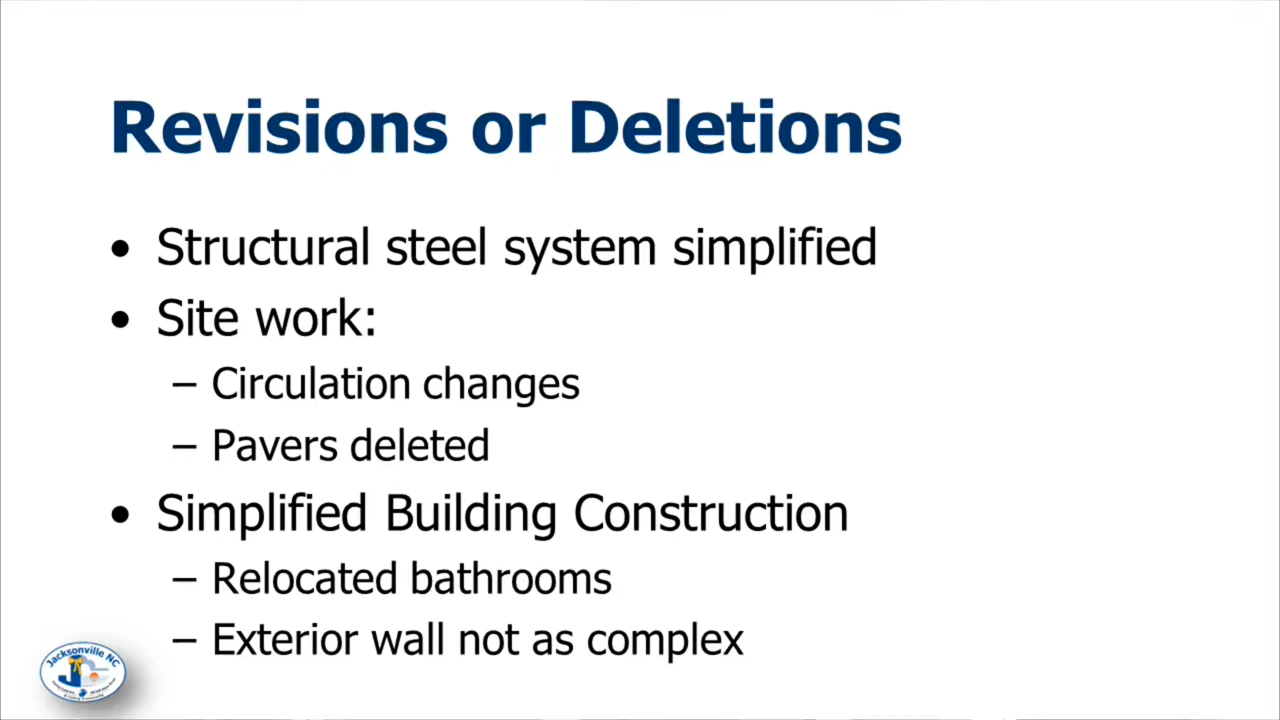 Revisions or Deletions
• Structural steel system simplified
• Site work:
– Circulation changes
– Pavers deleted
• Simplified Building Construction
– Relocated bathrooms
– Exterior wall not as complex
Jacksonville NC